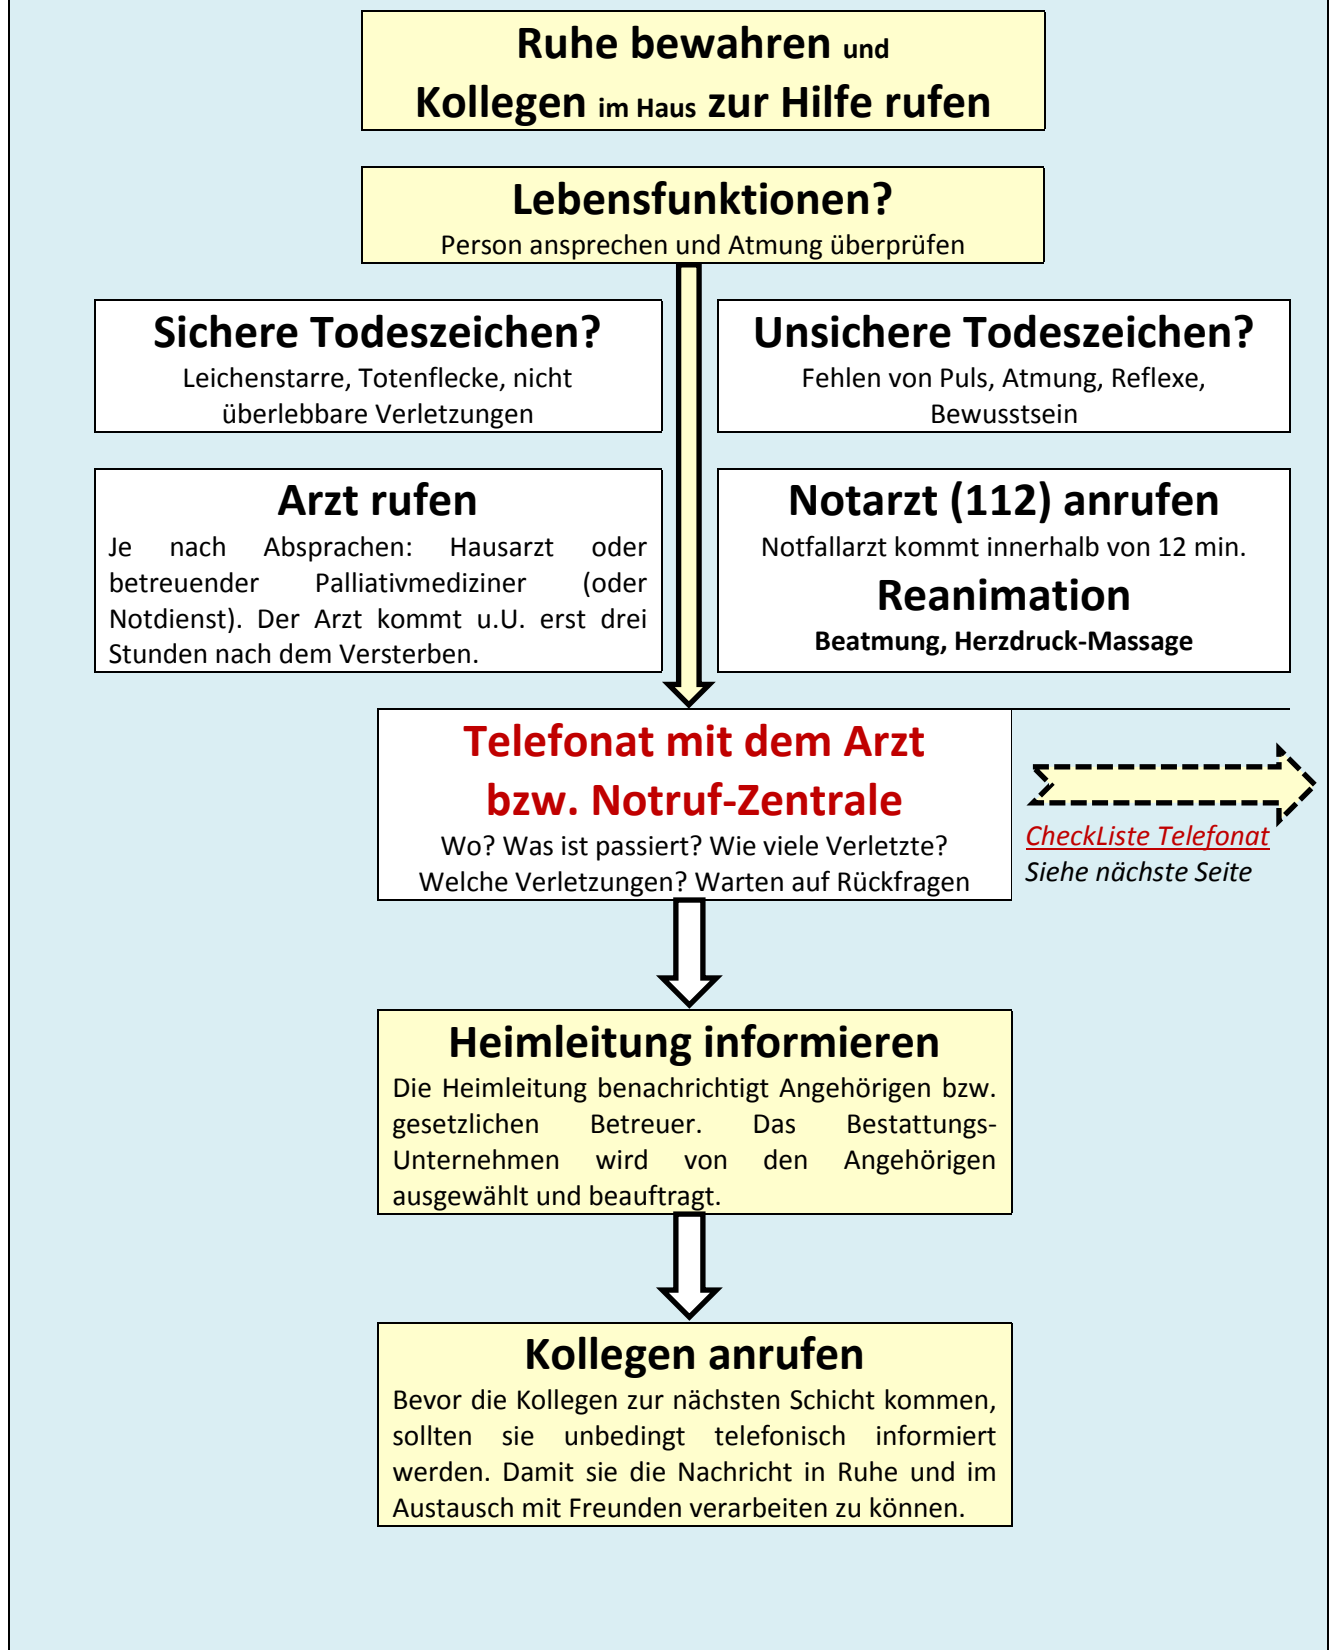 Ruhe bewahren und
Kollegen im Haus zur Hilfe rufen
Lebensfunktionen?
Person ansprechen und Atmung überprüfen
Sichere Todeszeichen?
Leichenstarre, Totenflecke, nicht
überlebbare Verletzungen
Unsichere Todeszeichen?
Fehlen von Puls, Atmung, Reflexe,
Bewusstsein
Arzt rufen
Je nach Absprachen: Hausarzt oder
betreuender Palliativmediziner (oder
Notdienst). Der Arzt kommt u.U. erst drei
Stunden nach dem Versterben.
Notarzt (112) anrufen
Notfallarzt kommt innerhalb von 12 min.
Reanimation
Beatmung, Herzdruck-Massage
Telefonat mit dem Arzt
bzw. Notruf-Zentrale
Wo? Was ist passiert? Wie viele Verletzte?
Welche Verletzungen? Warten auf Rückfragen
CheckListe Telefonat
Siehe nächste Seite
Heimleitung informieren
Die Heimleitung benachrichtigt Angehörigen bzw.
gesetzlichen Betreuer. Das Bestattungs-
Unternehmen wird von den Angehörigen
ausgewählt und beauftragt.
Kollegen anrufen
Bevor die Kollegen zur nächsten Schicht kommen,
sollten sie unbedingt telefonisch informiert
werden. Damit sie die Nachricht in Ruhe und im
Austausch mit Freunden verarbeiten zu können.